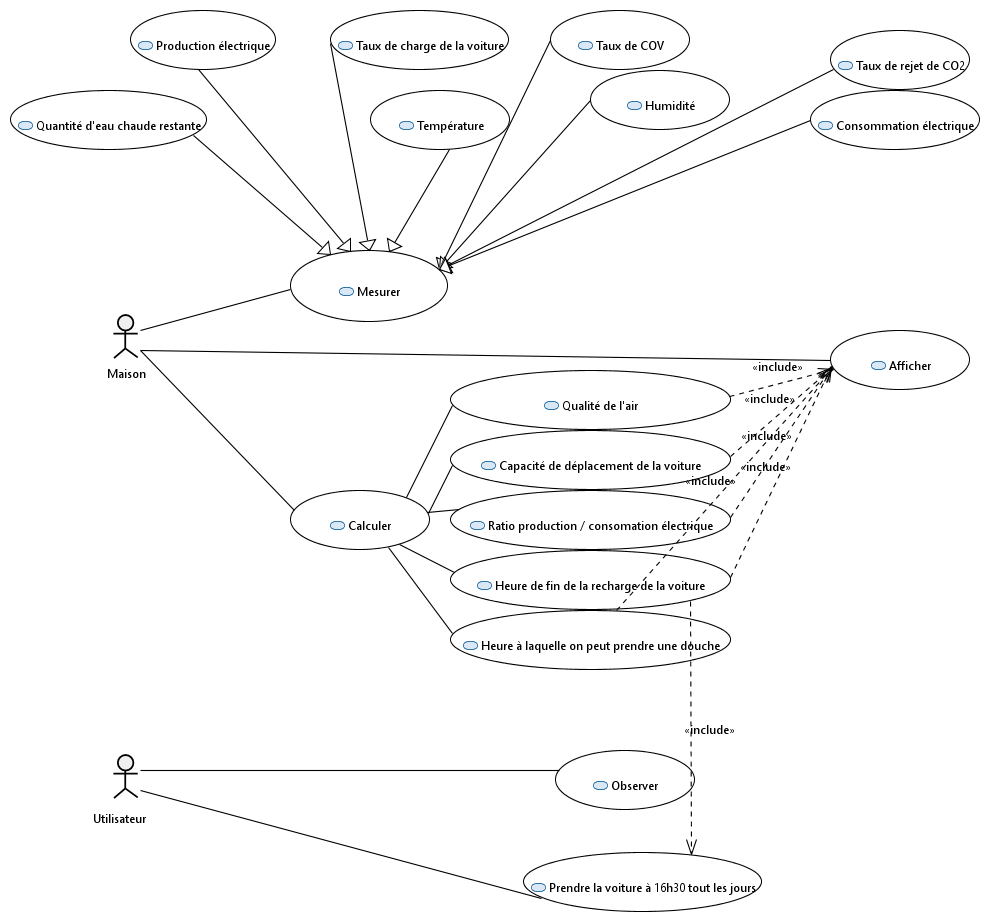 Production électrique
Taux de charge de la voiture
Taux de COV
Taux de rejet de CO2
Humidité
Quantité d'eau chaude restante
Température
Consommation électrique
Mesurer
Maison
Afficher
«include»
Qualité de l'air
«include»
«include»
Capacité de déplacement de la voiture
«include»
«include»
Ratio production / consomation électrique
Calculer
Heure de fin de la recharge de la voiture
Heure à laquelle on peut prendre une douche
«include»
Observer
Utilisateur
Prendre la voiture à 16h30 tout les jours